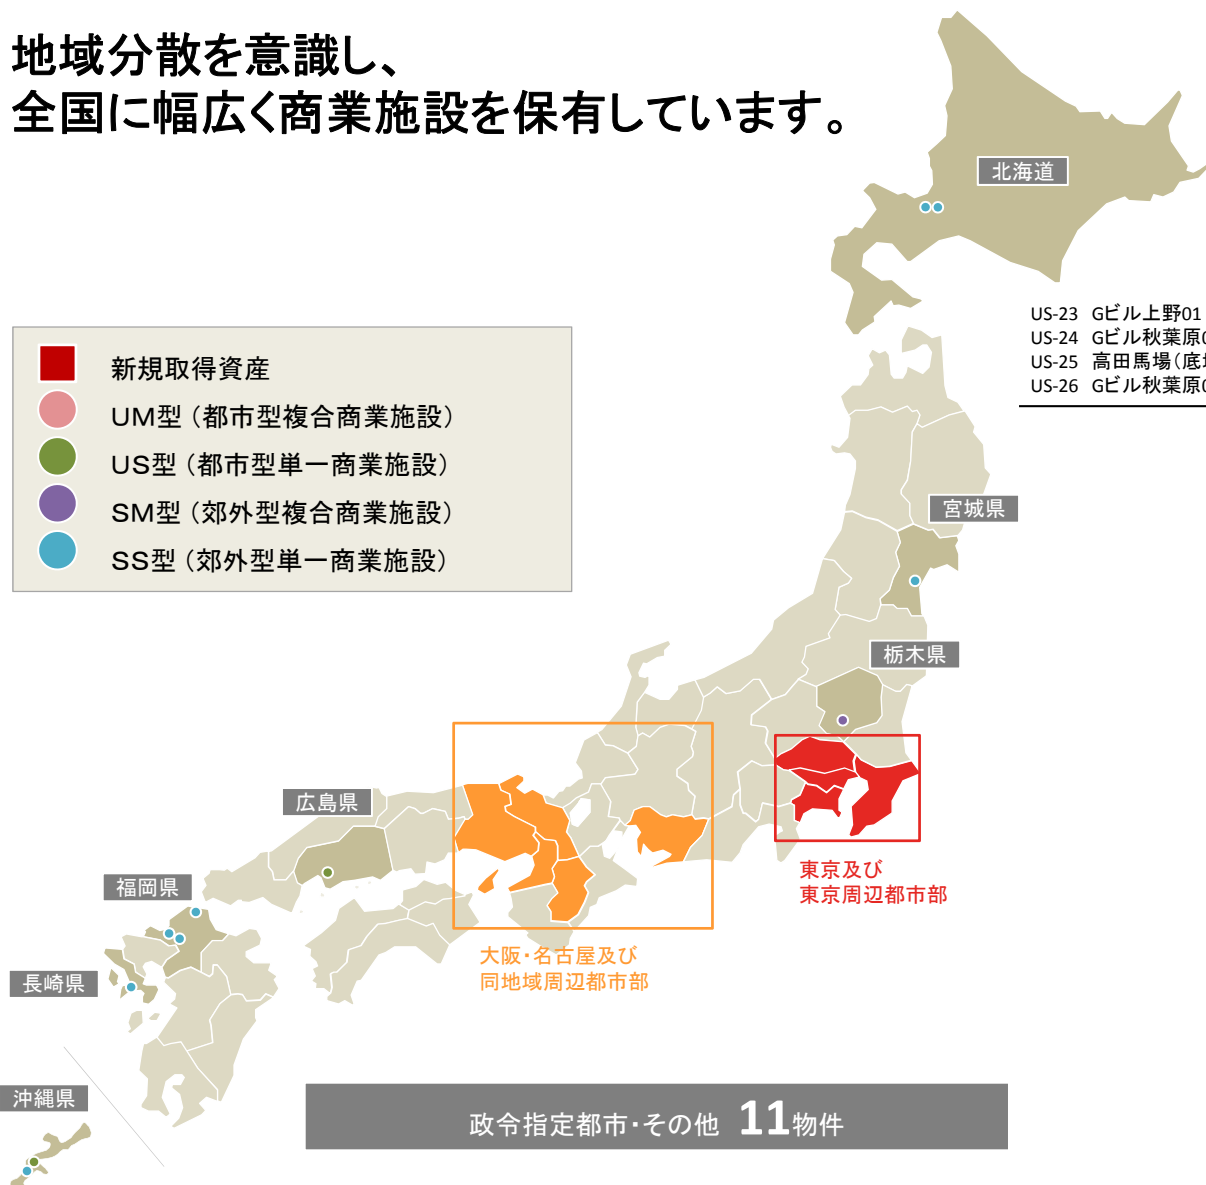 地域分散を意識し、
全国に幅広く商業施設を保有しています。
北海道
US-23 Gビル上野01
US-24 Gビル秋葉原
US-25 高田馬場(底
US-26 Gビル秋葉原
新規取得資産
UM型（都市型複合商業施設）
US型（都市型単一商業施設）
SM型（郊外型複合商業施設）
SS型（郊外型単一商業施設）
宮城県
栃木県
広島県
福岡県
長崎県
沖縄県
東京及び
東京周辺都市部
大阪・名古屋及び
同地域周辺都市部
政令指定都市・その他 11物件